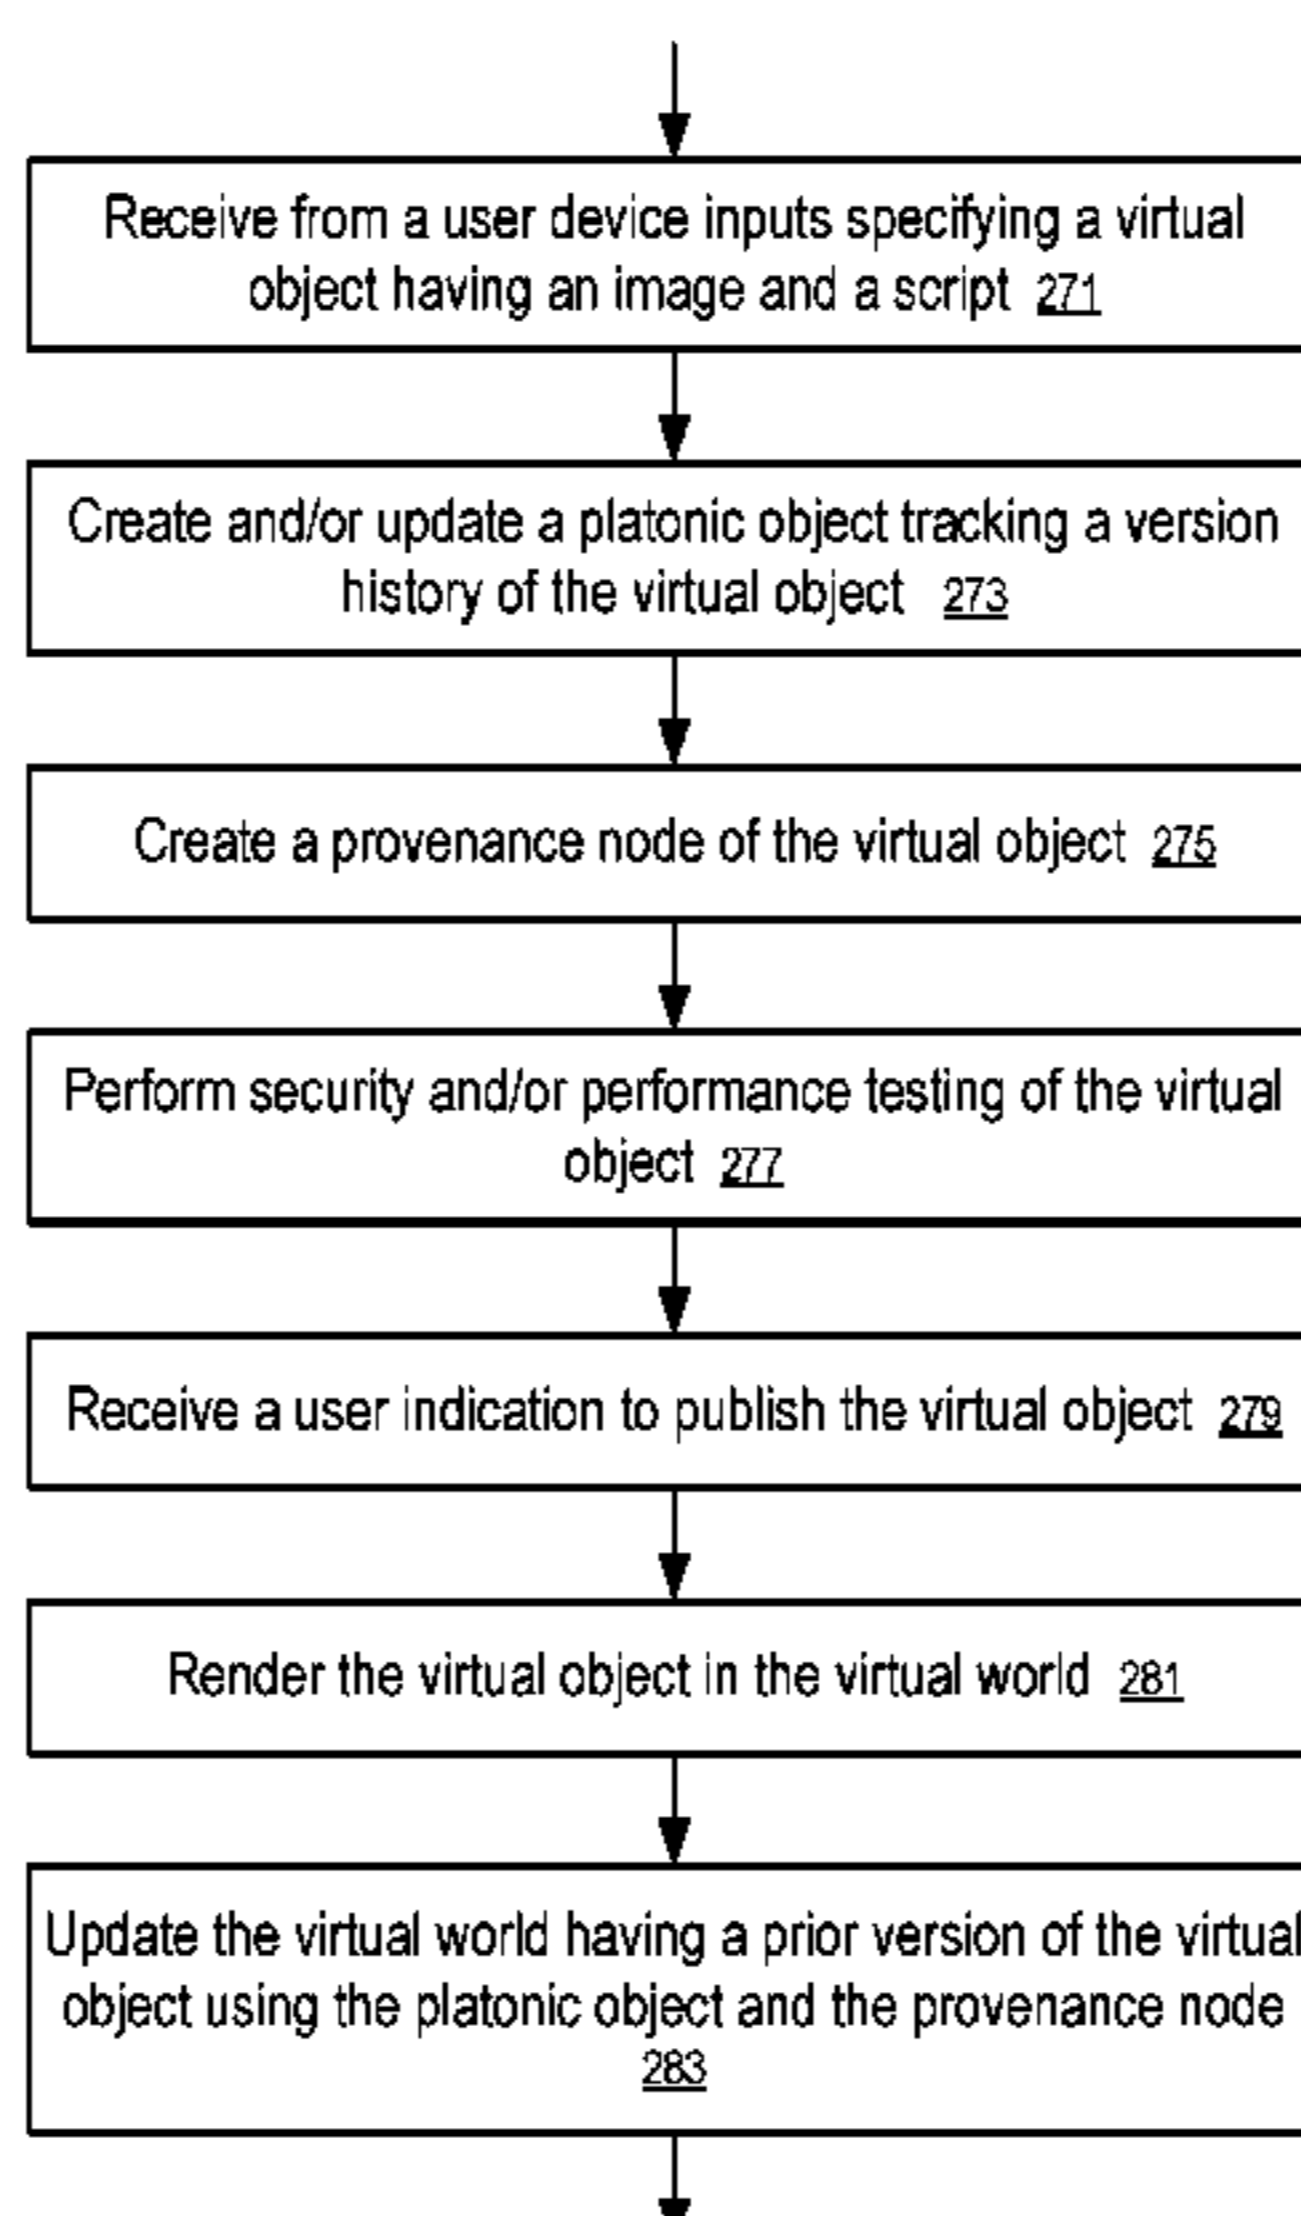 Receive from a user device inputs specifying a virtual
object having an image and a script 271
Create and/or update a platonic object tracking a version
history of the virtual object 273
Create a provenance node of the virtual object 275
Perform security and/or performance testing of the virtual
object 277
Receive a user indication to publish the virtual object 279
Render the virtual object in the virtual world 281
Update the virtual world having a prior version of the virtual
object using the platonic object and the provenance node
283